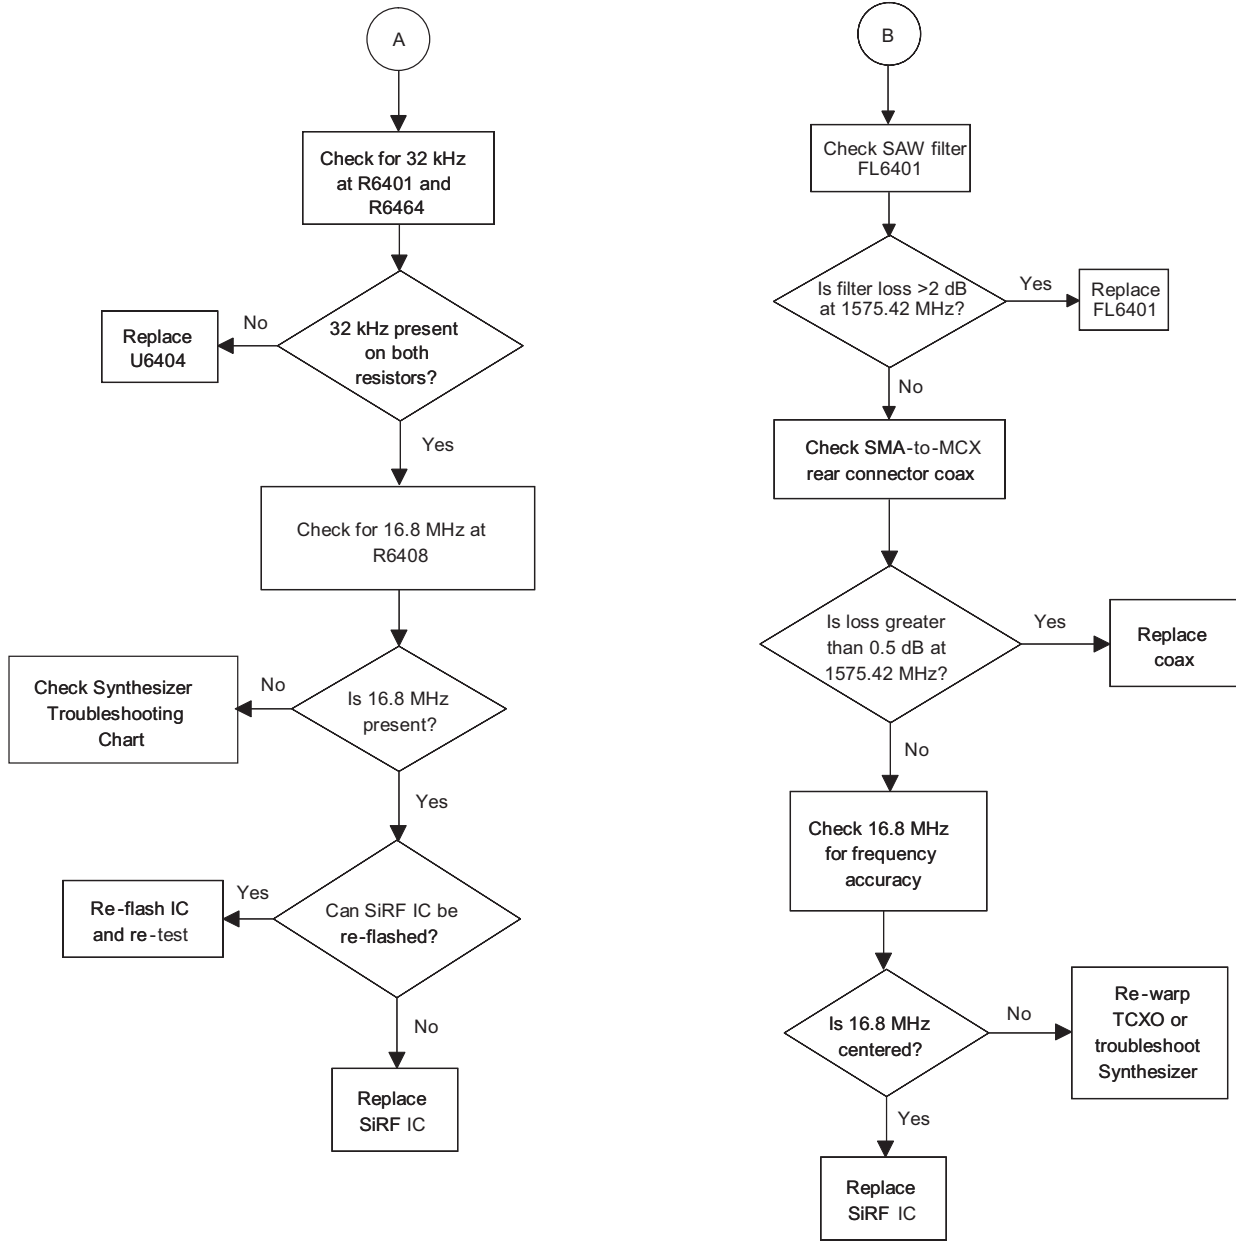 A
Check for 32 kHz
at R6401 and
R6464
No
32 kHz present
on both
resistors?
Replace
U6404
Yes
Check for 16.8 MHz at
R6408
Check Synthesizer
Troubleshooting
Chart
No
Is 16.8 MHz
present?
Yes
Re-flash IC
and re-test
Yes
Can SiRF IC be
re-flashed?
No
Replace
SiRF IC
B
Check SAW filter
FL6401
Is filter loss >2 dB
at 1575.42 MHz?
Yes
Replace
FL6401
No
Check SMA-to-MCX
rear connector coax
Is loss greater
than 0.5 dB at
1575.42 MHz?
Yes
Replace
coax
No
Check 16.8 MHz
for frequency
accuracy
Is 16.8 MHz
centered?
No
Re-warp
TCXO or
troubleshoot
Synthesizer
Yes
Replace
SiRF IC